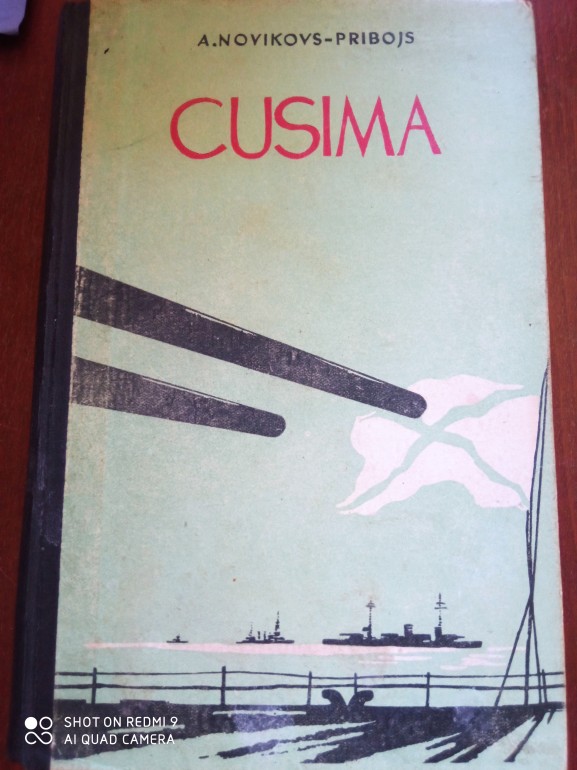 A.NOVIKOVS-PRIBOJS
CUSIMA
SHOT ON REDMI 9
AI QUAD CAMERA